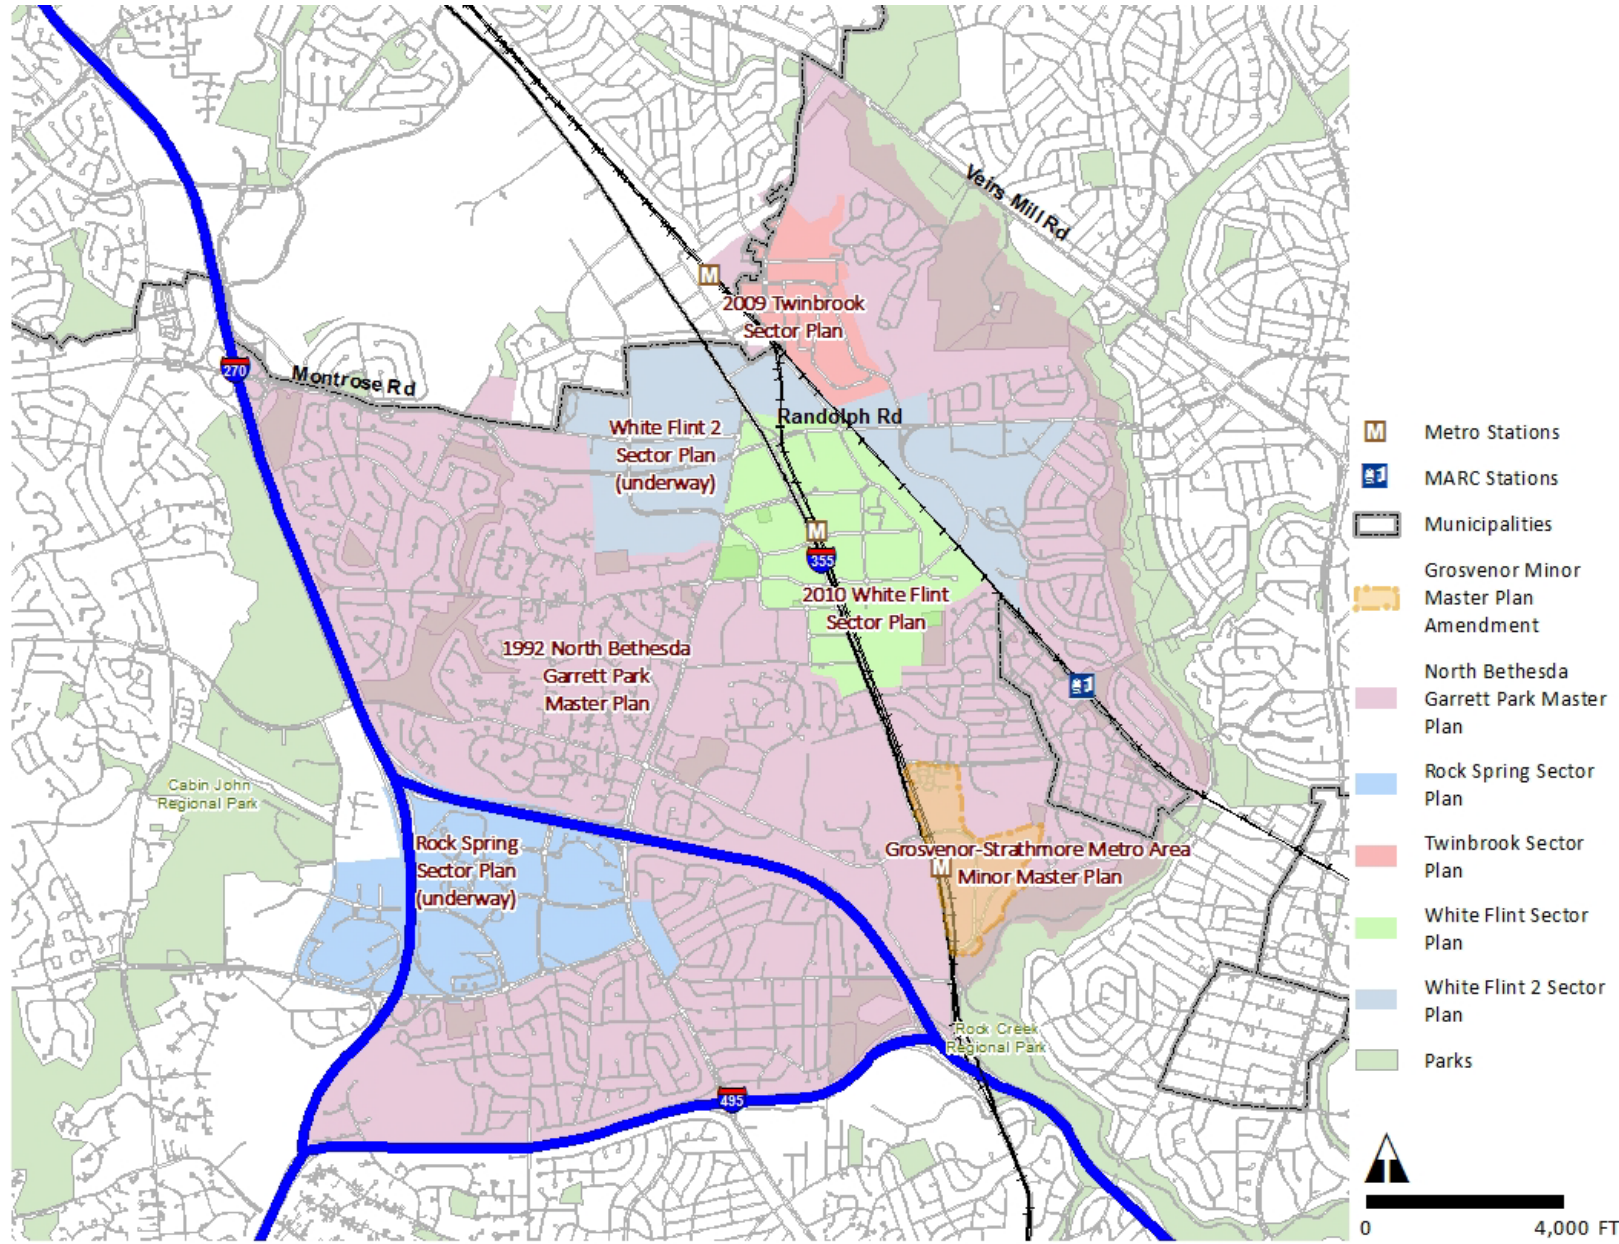 Veirs Mill Rd
M
2009 Twinbrook
Sector Plan
270
Montrose Rd
Randolph Rd
White Flint 2
Sector Plan
(underway)
M
355
2010 White Flint
Sector Plan
1992 North Bethesda
Garrett Park
Master Plan
Cabin John
Regional Park
Rock Spring
Sector Plan
(underway)
Grosvenor-Strathmore Metro Area
M
Minor Master Plan
Rock Creek
Regional Park
495
M Metro Stations
MARC Stations
Municipalities
Grosvenor Minor
Master Plan
Amendment
North Bethesda
Garrett Park Master
Plan
Rock Spring Sector
Plan
Twinbrook Sector
Plan
White Flint Sector
Plan
White Flint 2 Sector
Plan
Parks
0 4,000 FT